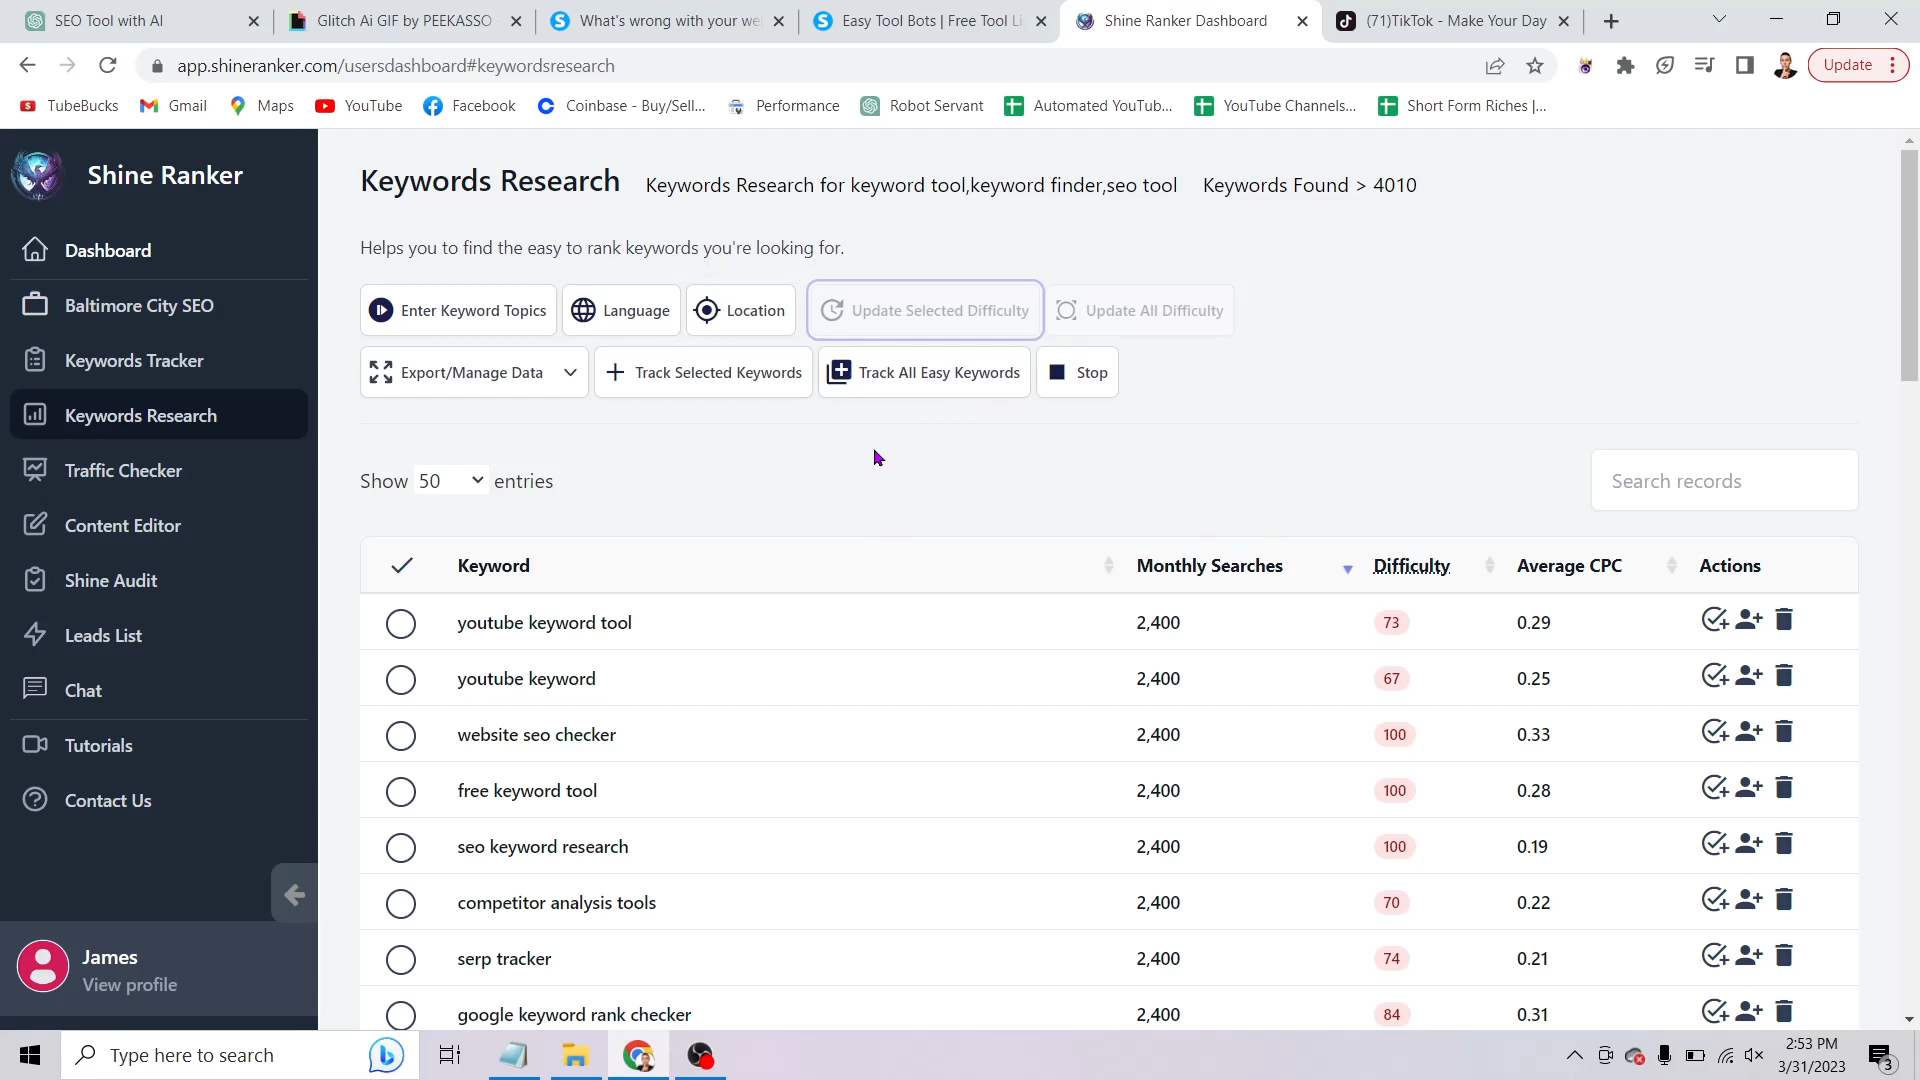 SEO Tool with AI
Glitch Ai GIF by PEEKASSO
What's wrong with your we
Easy Tool Bots | Free Tool Li
Shine Ranker Dashboard
(71)TikTok - Make Your Day
app.shineranker.com/usersdashboard#keywordsresearch
Update
TubeBucks
Gmail
Maps
YouTube
Facebook
Coinbase - Buy/Sell...
Performance
Robot Servant
Automated YouTub...
YouTube Channels...
Short Form Riches |...
Shine Ranker
Dashboard
Baltimore City SEO
Keywords Tracker
Keywords Research
Traffic Checker
Content Editor
Shine Audit
Leads List
Chat
Tutorials
Contact Us
James
View profile
Keywords Research Keywords Research for keyword tool,keyword finder,seo tool Keywords Found > 4010
Helps you to find the easy to rank keywords you're looking for.
Enter Keyword Topics Language Location Update Selected Difficulty Update All Difficulty
Export/Manage Data Track Selected Keywords Track All Easy Keywords Stop
Show 50 entries Search records
Keyword Monthly Searches Difficulty Average CPC Actions
youtube keyword tool 2,400 73 0.29
youtube keyword 2,400 67 0.25
website seo checker 2,400 100 0.33
free keyword tool 2,400 100 0.28
seo keyword research 2,400 100 0.19
competitor analysis tools 2,400 70 0.22
serp tracker 2,400 74 0.21
google keyword rank checker 2,400 84 0.31
Type here to search
2:53 PM
3/31/2023
3